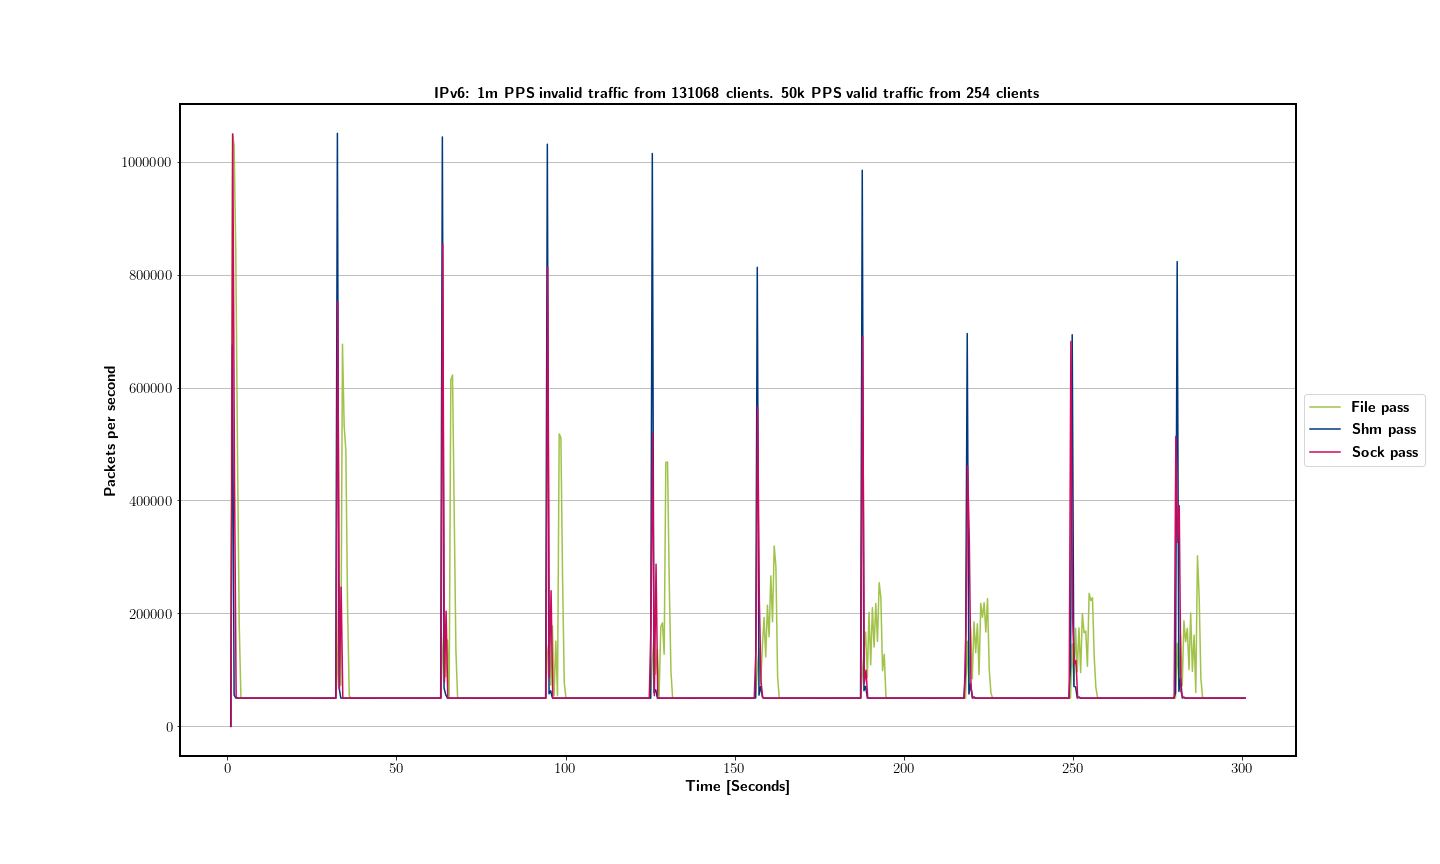 IPv6: 1m PPS invalid traffic from 131068 clients. 50k PPS valid traffic from 254 clients
Packets per second
1000000
800000
600000
400000
200000
0
0 50 100 150 200 250 300
Time [Seconds]
File pass
Shm pass
Sock pass